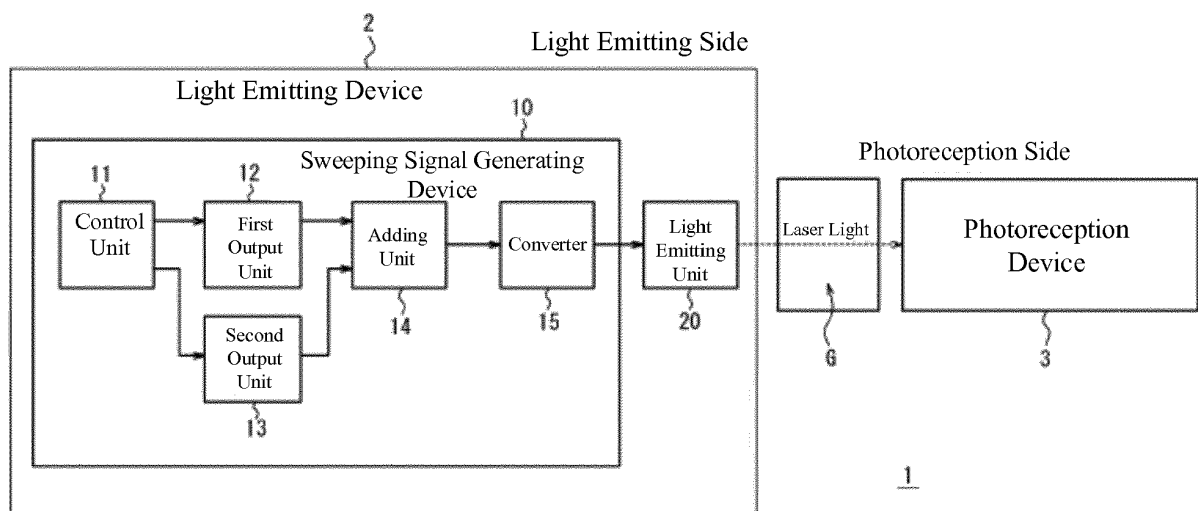 2
Light Emitting Side
Light Emitting Device
10
Sweeping Signal Generating
Device
Photoreception Side
11
12
Control
Unit
First
Output
Unit
Adding
Unit
Converter
Light
Emitting
Unit
Laser Light
Photoreception
Device
14
15
20
G
3
Second
Output
Unit
13
1